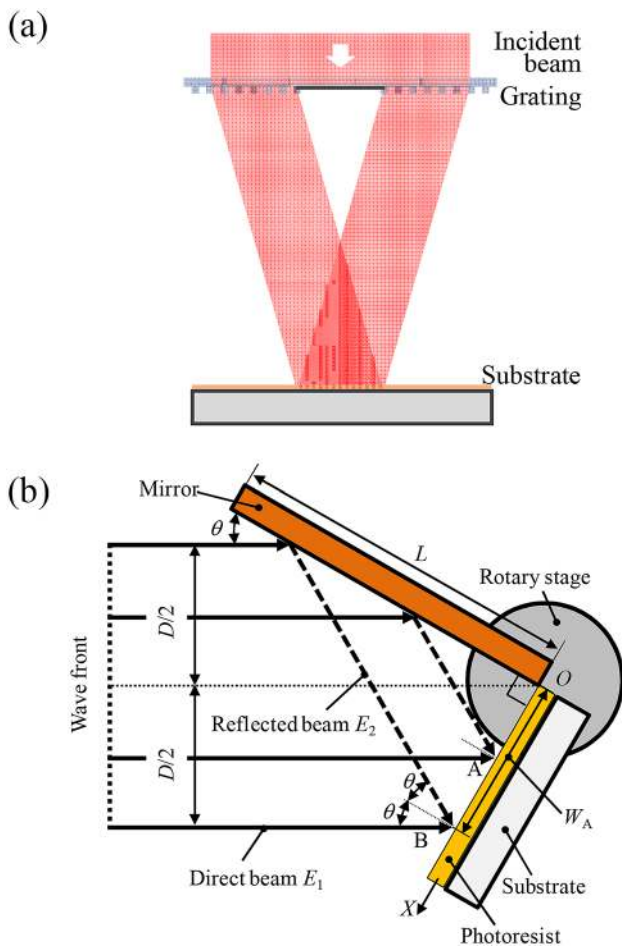 (a)
Incident
beam
Grating
Substrate
(b)
Mirror
θ
L
Rotary stage
D/2
Wave front
O
Reflected beam E2
D/2
A
θ
θ
B
WA
Direct beam E1
Substrate
X
Photoresist